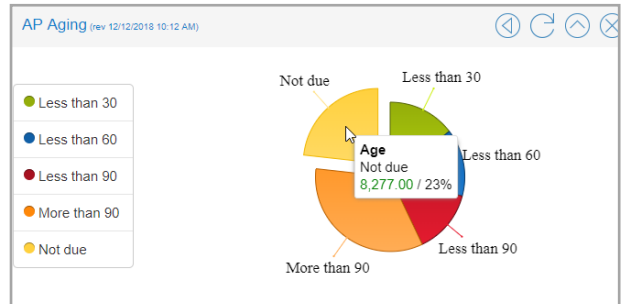 AP Aging (rev 12/12/2018 10:12 AM)
Less than 30
Less than 60
Less than 90
More than 90
Not due
Not due
Less than 30
Age
Not due
8,277.00 / 23%
Less than 60
Less than 90
More than 90